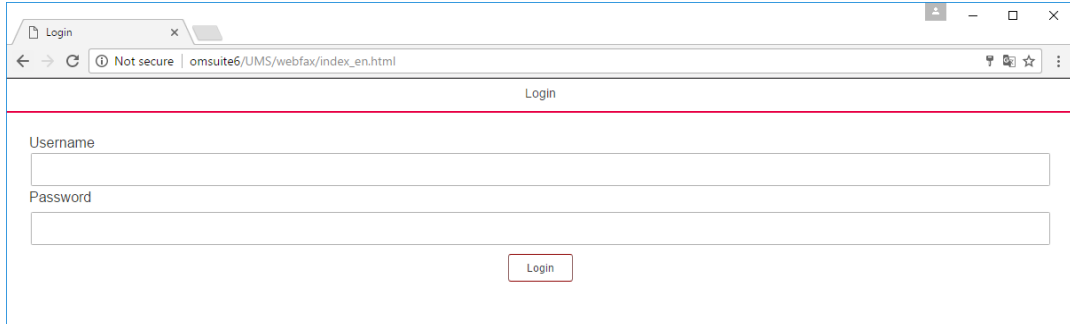 Login
Not secure | omsuite6/UMS/webfax/index_en.html
Login
Username
Password
Login